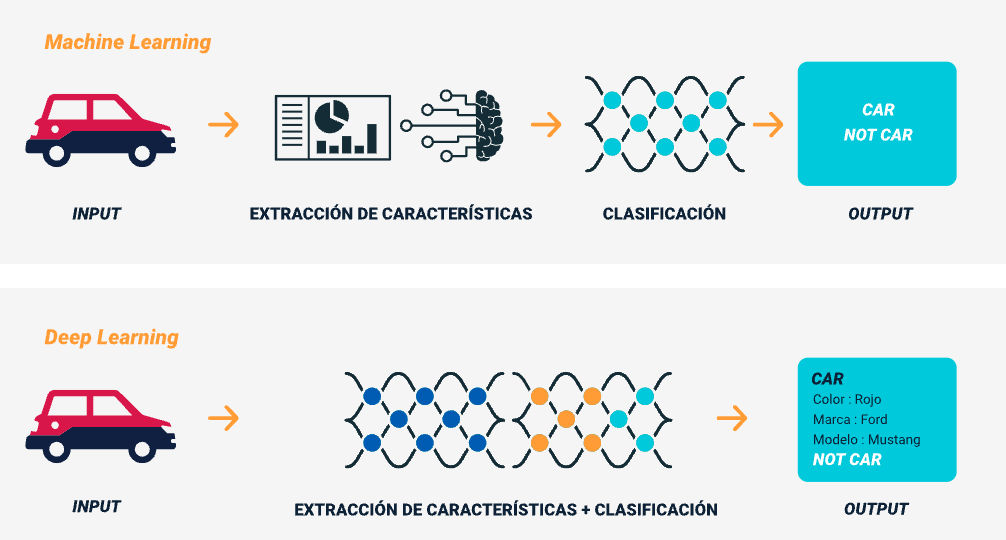 Machine Learning
CAR
NOT CAR
INPUT
EXTRACCIÓN DE CARACTERÍSTICAS
CLASIFICACIÓN
OUTPUT
Deep Learning
CAR
Color : Rojo
Marca : Ford
Modelo : Mustang
NOT CAR
INPUT
EXTRACCIÓN DE CARACTERÍSTICAS + CLASIFICACIÓN
OUTPUT